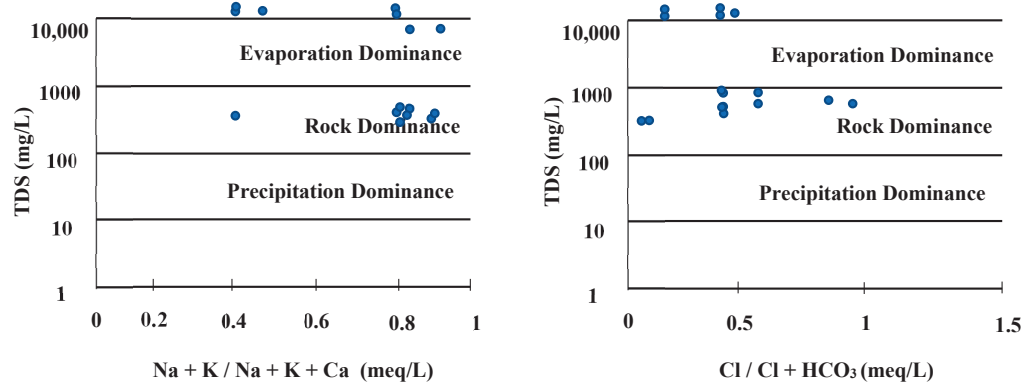 10,000
Evaporation Dominance
1000
Rock Dominance
100
Precipitation Dominance
10
1
TDS (mg/L)
0 0.2 0.4 0.6 0.8 1
Na + K / Na + K + Ca (meq/L)
10,000
Evaporation Dominance
1000
Rock Dominance
100
Precipitation Dominance
10
1
TDS (mg/L)
0 0.5 1 1.5
Cl / Cl + HCO₃ (meq/L)